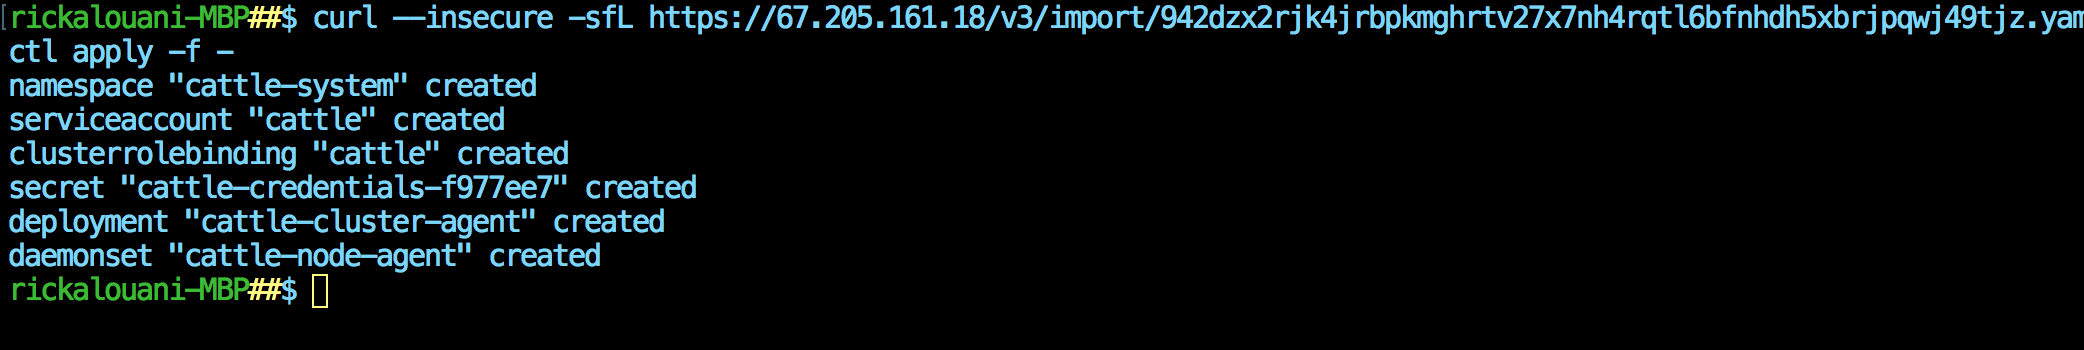 [rickalouani-MBP##$ curl --insecure -sfL https://67.205.161.18/v3/import/942dzx2rjk4jrbpkmghrtv27x7nh4rqtl6bfnhdh5xbrjpqwj49tjz.yam
ctl apply -f -
namespace "cattle-system" created
serviceaccount "cattle" created
clusterrolebinding "cattle" created
secret "cattle-credentials-f977ee7" created
deployment "cattle-cluster-agent" created
daemonset "cattle-node-agent" created
rickalouani-MBP##$